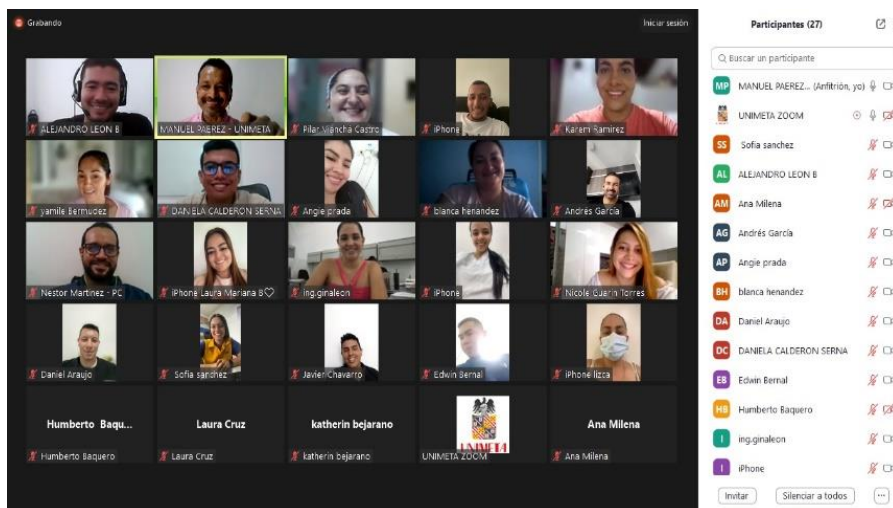 Grabando
Iniciar sesión
ALEJANDRO LEON B
MANUEL PAEREZ - UNIMETA
Pilar Viancha Castro
iPhone
Karem Ramirez
yamile Bermudez
DANIELA CALDERON SERNA
Angie prada
blanca henandez
Andrés García
Nestor Martinez - PC
iPhone Laura Mariana B♡
ing.ginaleon
iPhone
Nicole Guarin Torres
Daniel Araujo
Sofia sanchez
Javier Chavarro
Edwin Bernal
iPhone lizca
Humberto Baqu...
Laura Cruz
katherin bejarano
UNIMETA
Ana Milena
Humberto Baquero
Laura Cruz
katherin bejarano
UNIMETA ZOOM
Ana Milena
Participantes (27)
Buscar un participante
MP MANUEL PAEREZ... (Anfitrión, yo)
UNIMETA ZOOM
SS Sofia sanchez
AL ALEJANDRO LEON B
AM Ana Milena
AG Andrés García
AP Angie prada
BH blanca henandez
DA Daniel Araujo
DC DANIELA CALDERON SERNA
EB Edwin Bernal
HB Humberto Baquero
I ing.ginaleon
I iPhone
Invitar
Silenciar a todos
...